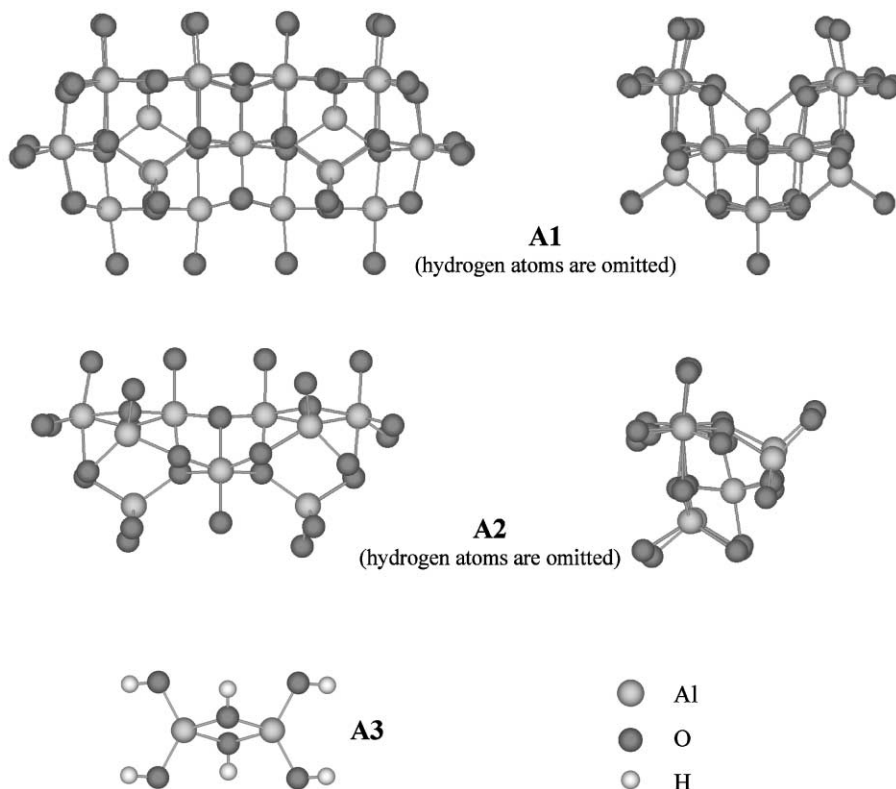 A1
(hydrogen atoms are omitted)
A2
(hydrogen atoms are omitted)
A3
Al
O
H